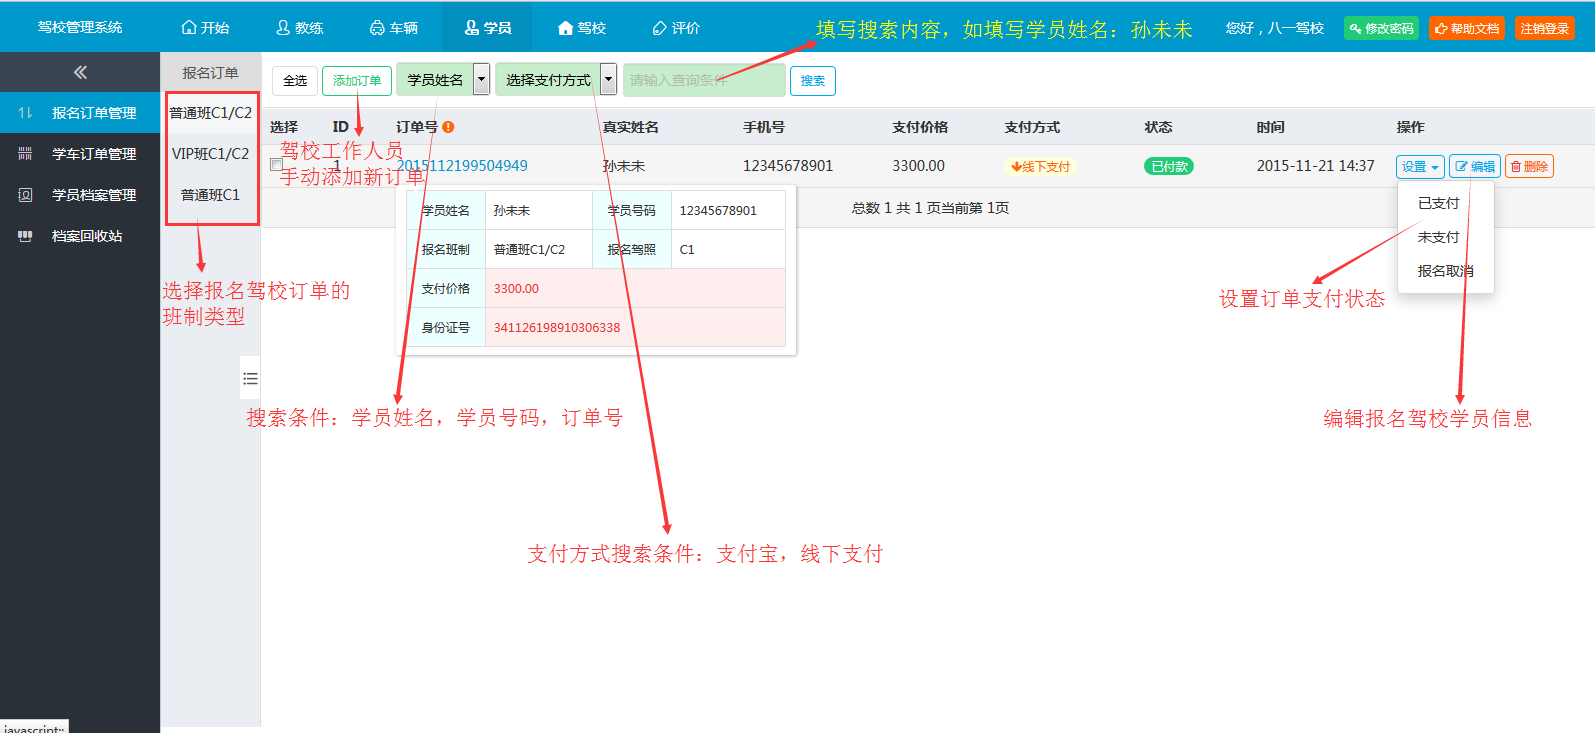 驾校管理系统
开始
教练
车辆
学员
驾校
评价
填写搜索内容，如填写学员姓名：孙未未
您好，八一驾校
修改密码
帮助文档
注销登录
报名订单
全选
添加订单
学员姓名
选择支付方式
请输入查询条件
搜索
报名订单管理
学车订单管理
学员档案管理
档案回收站
普通班C1/C2
VIP班C1/C2
普通班C1
选择报名驾校订单的
班制类型
选择
ID
订单号
真实姓名
手机号
支付价格
支付方式
状态
时间
操作
驾校工作人员
手动添加新订单
1
2015112199504949
孙未未
12345678901
3300.00
线下支付
已付款
2015-11-21 14:37
设置
编辑
删除
总数 1 共 1 页当前第 1页
已支付
未支付
报名取消
学员姓名
孙未未
学员号码
12345678901
报名班制
普通班C1/C2
报名驾照
C1
支付价格
3300.00
身份证号
341126198910306338
设置订单支付状态
搜索条件：学员姓名，学员号码，订单号
编辑报名驾校学员信息
支付方式搜索条件：支付宝，线下支付
javascript:;